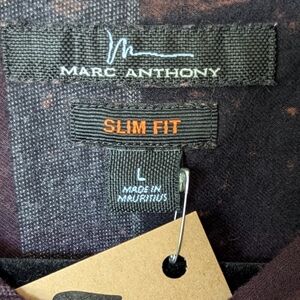 MARC ANTHONY
SLIM FIT
L
MADE IN
MAURITIUS